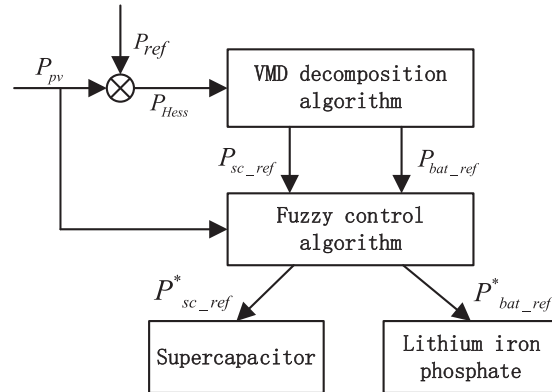 P_ref
P_pv
P_Hess
VMD decomposition
algorithm
P_sc_ref
P_bat_ref
Fuzzy control
algorithm
P*_sc_ref
P*_bat_ref
Supercapacitor
Lithium iron
phosphate